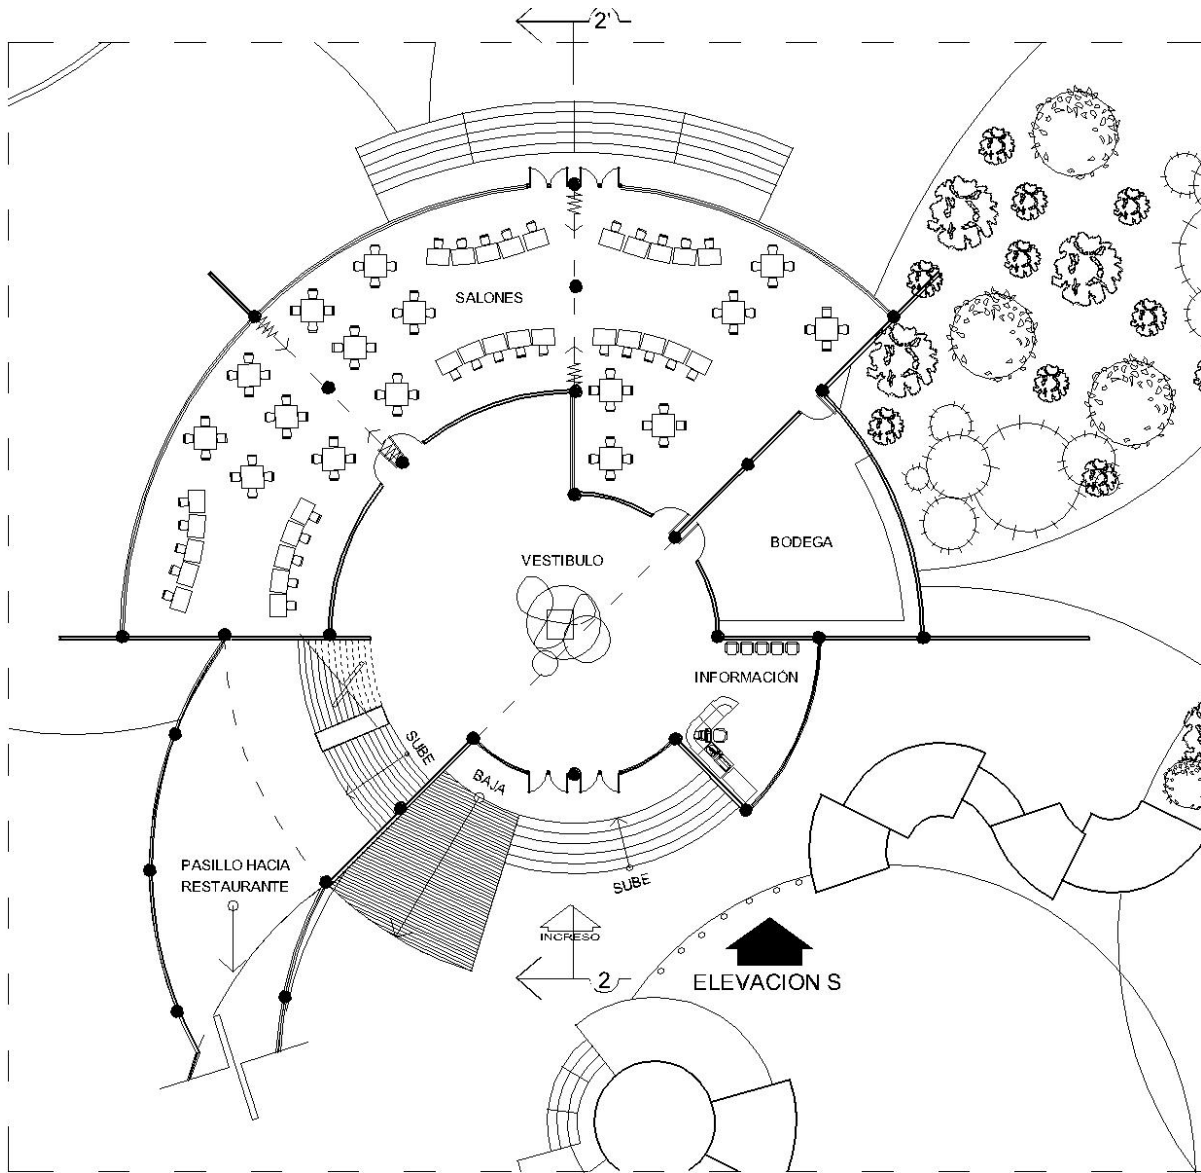 2'
SALONES
VESTIBULO
BODEGA
INFORMACIÓN
SUBE
BAJA
PASILLO HACIA
RESTAURANTE
SUBE
INGRESO
2
ELEVACION S